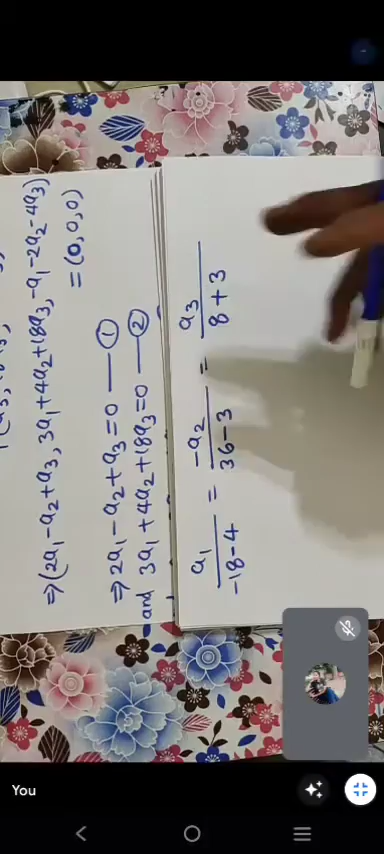 ⇒(2a₁-a₂+a₃, 3a₁+4a₂+18a₃, -a₁-2a₂-4a₃)
= (0,0,0)
⇒ 2a₁-a₂+a₃=0 — ①
and 3a₁+4a₂+18a₃=0 — ②
a₁/-18-4 = -a₂/36-3 = a₃/8+3
You